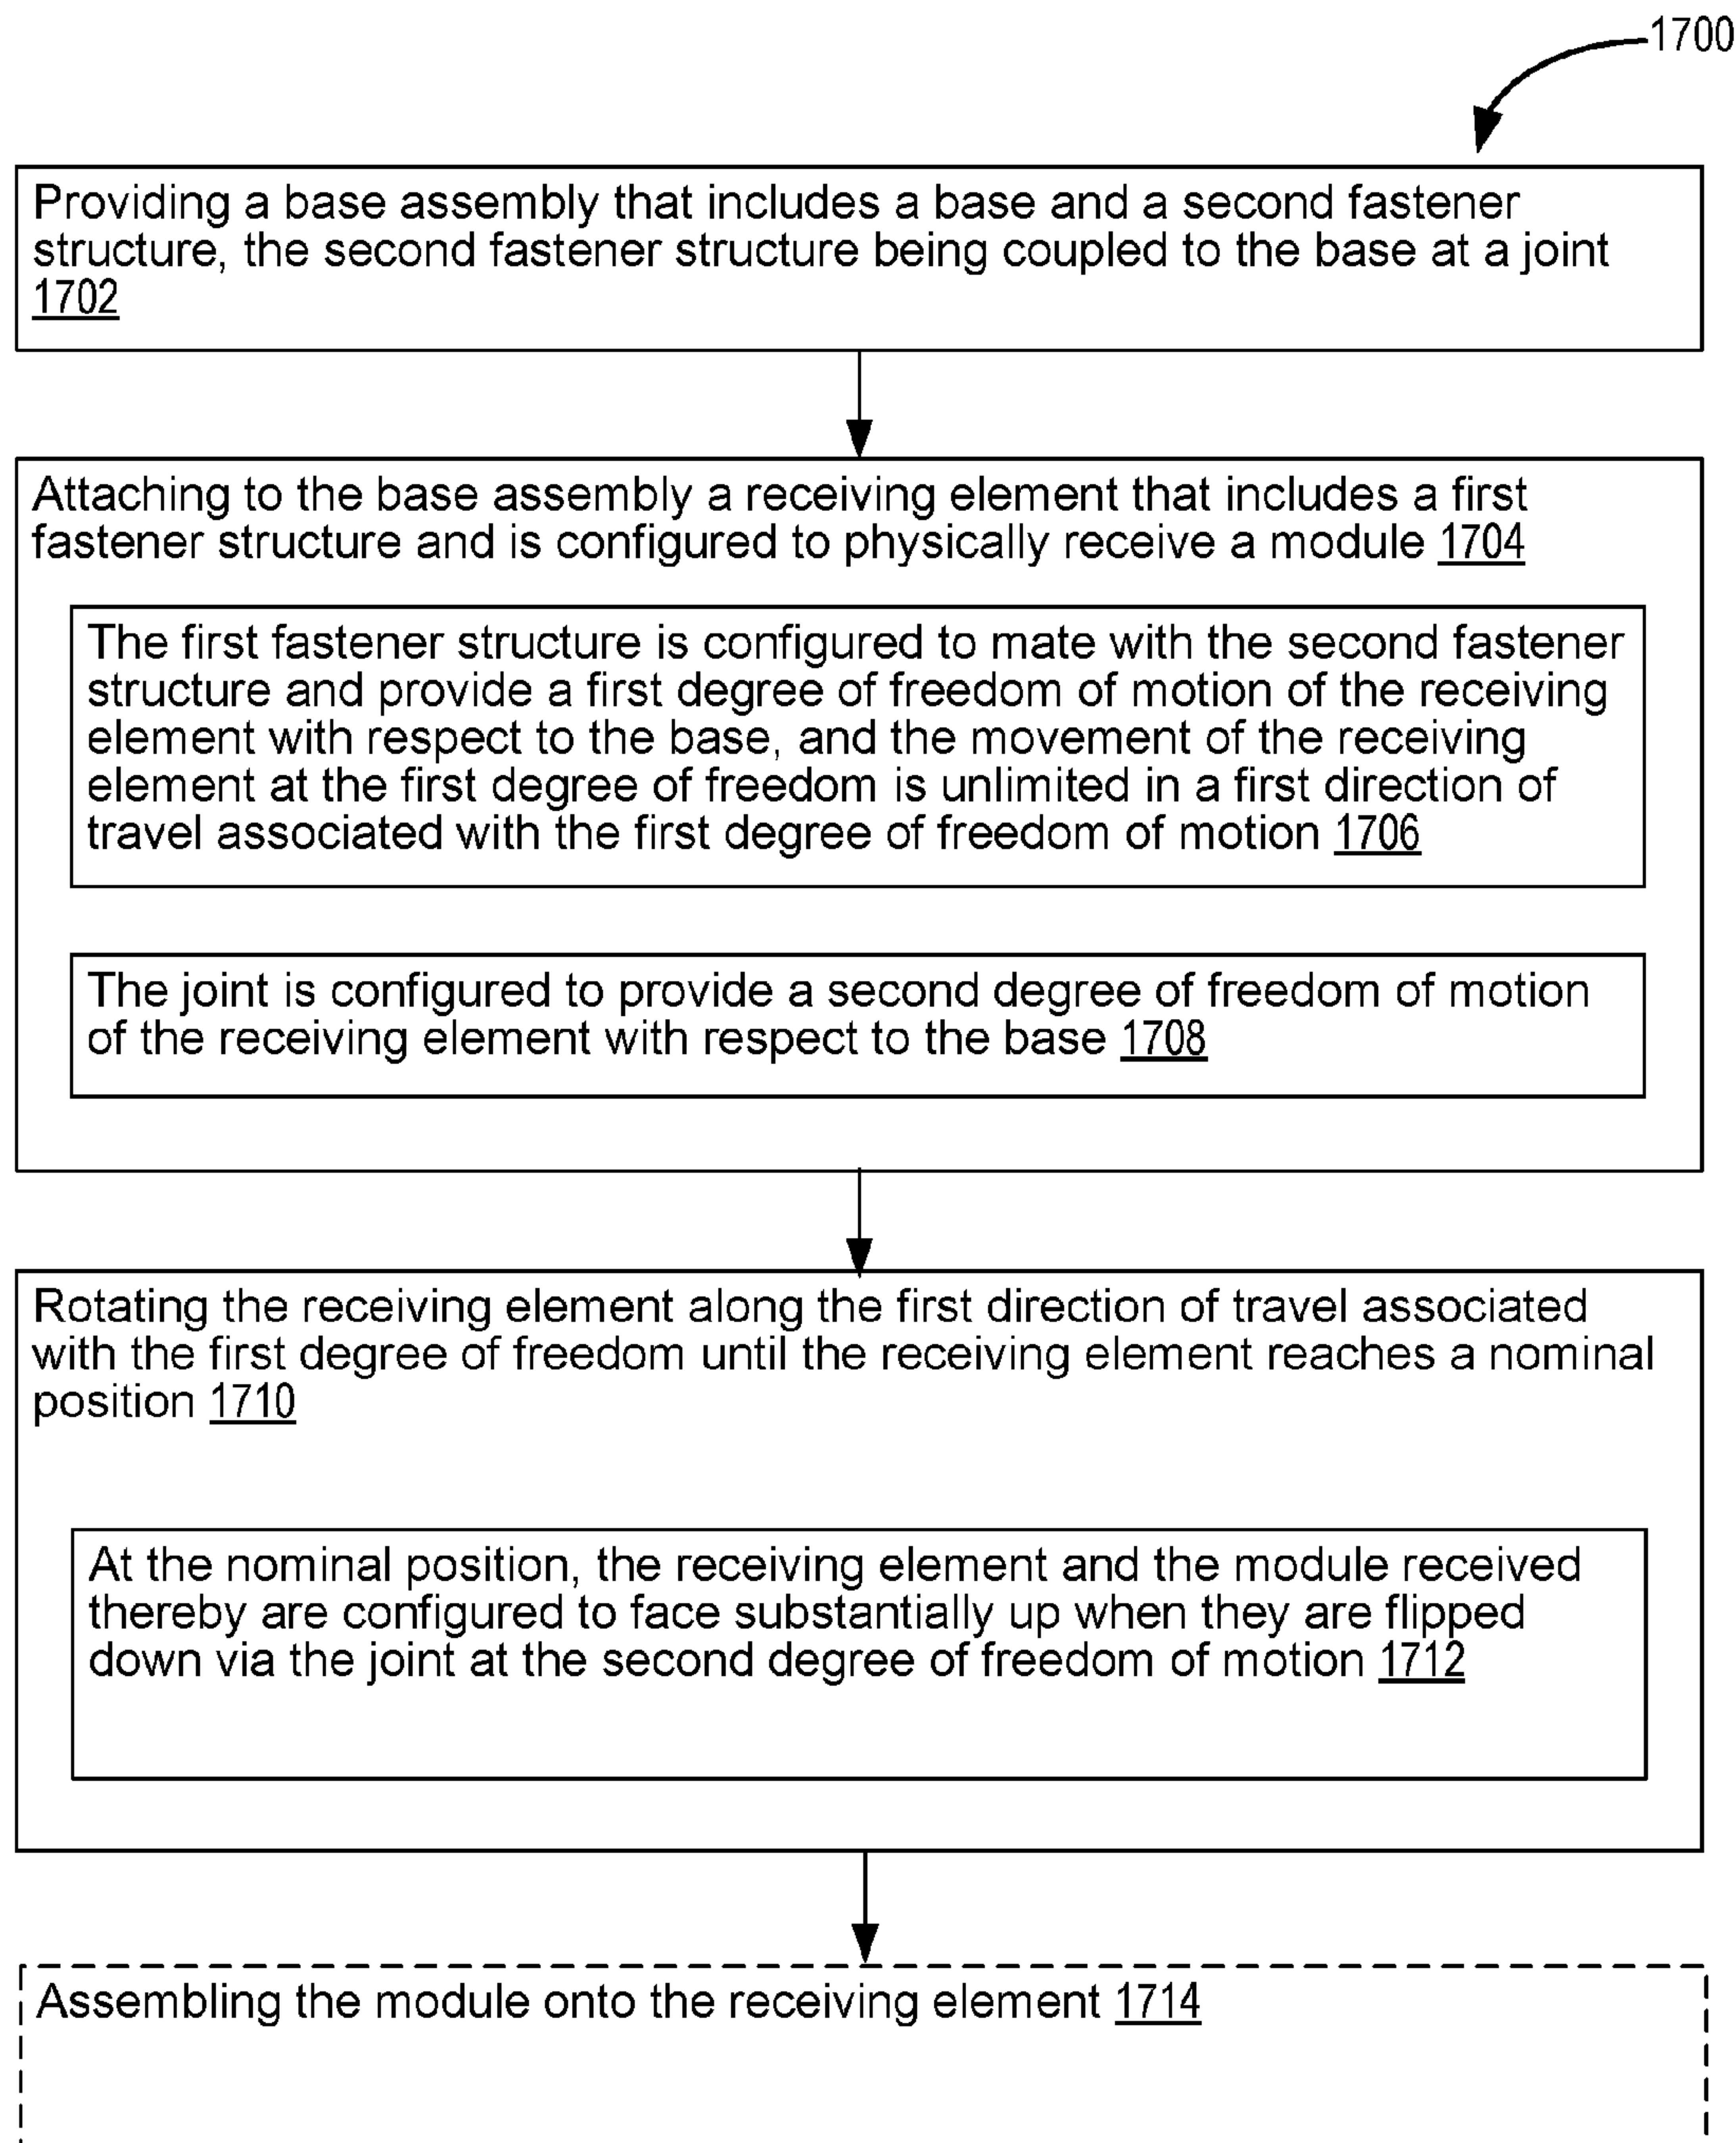 1700
Providing a base assembly that includes a base and a second fastener
structure, the second fastener structure being coupled to the base at a joint
1702
Attaching to the base assembly a receiving element that includes a first
fastener structure and is configured to physically receive a module 1704
The first fastener structure is configured to mate with the second fastener
structure and provide a first degree of freedom of motion of the receiving
element with respect to the base, and the movement of the receiving
element at the first degree of freedom is unlimited in a first direction of
travel associated with the first degree of freedom of motion 1706
The joint is configured to provide a second degree of freedom of motion
of the receiving element with respect to the base 1708
Rotating the receiving element along the first direction of travel associated
with the first degree of freedom until the receiving element reaches a nominal
position 1710
At the nominal position, the receiving element and the module received
thereby are configured to face substantially up when they are flipped
down via the joint at the second degree of freedom of motion 1712
Assembling the module onto the receiving element 1714